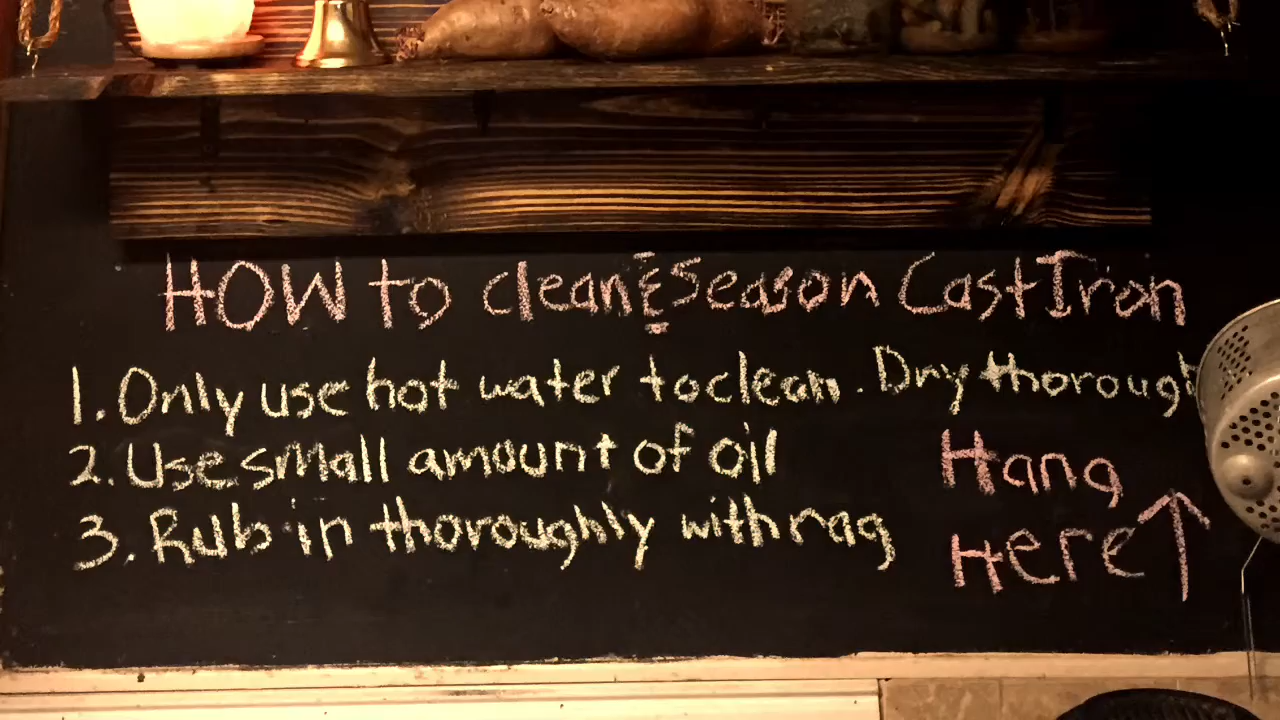 HOW to clean & Season Cast Iron
1. Only use hot water to clean. Dry thorough
2. Use small amount of oil
3. Rub in thoroughly with rag
Hang
Here ↑